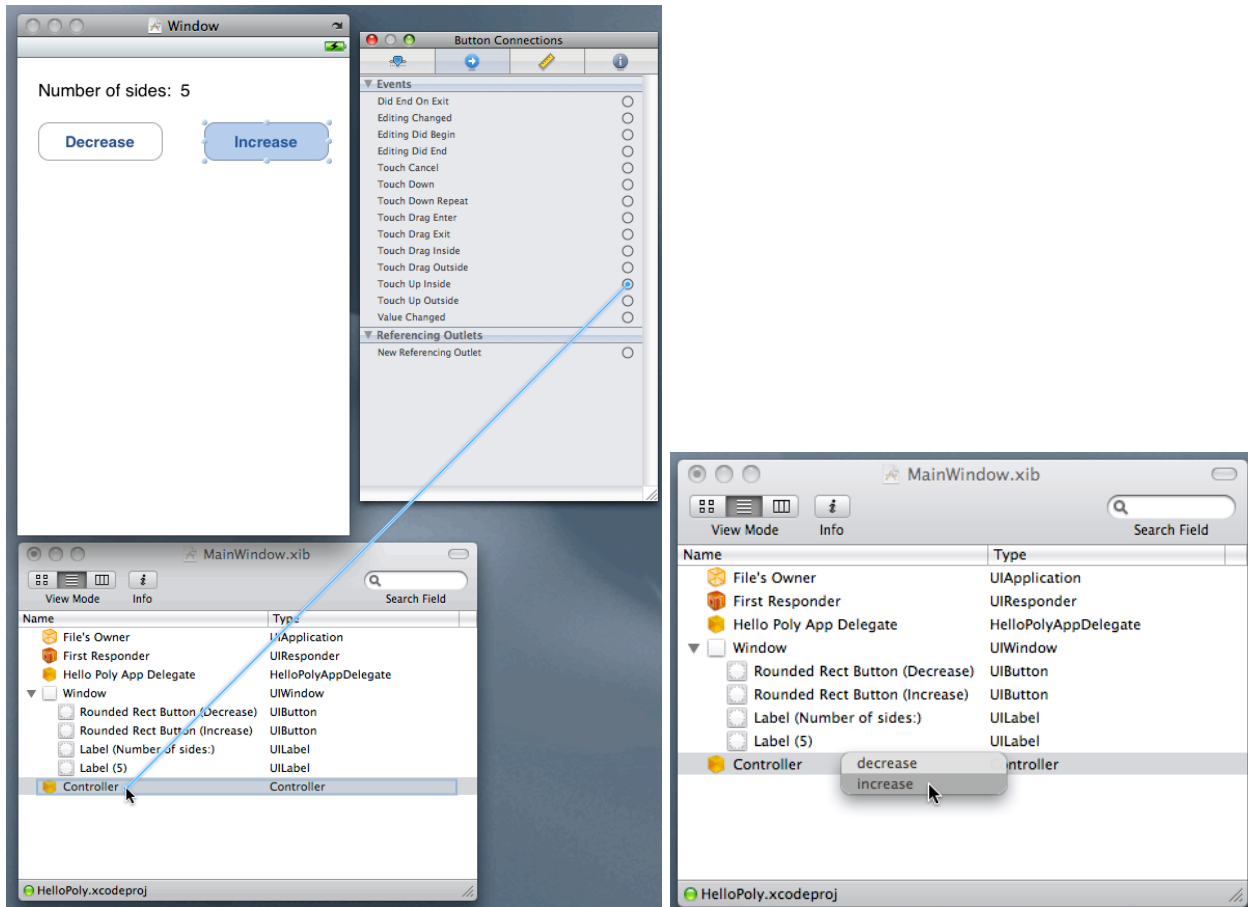 Window
Number of sides: 5
Decrease
Increase
Button Connections
Events
Did End On Exit
Editing Changed
Editing Did Begin
Editing Did End
Touch Cancel
Touch Down
Touch Down Repeat
Touch Drag Enter
Touch Drag Exit
Touch Drag Inside
Touch Drag Outside
Touch Up Inside
Touch Up Outside
Value Changed
Referencing Outlets
New Referencing Outlet
MainWindow.xib
View Mode Info Search Field
Name Type
File's Owner UIApplication
First Responder UIResponder
Hello Poly App Delegate HelloPolyAppDelegate
Window UIWindow
Rounded Rect Button (Decrease) UIButton
Rounded Rect Button (Increase) UIButton
Label (Number of sides:) UILabel
Label (5) UILabel
Controller Controller
HelloPoly.xcodeproj
MainWindow.xib
View Mode Info Search Field
Name Type
File's Owner UIApplication
First Responder UIResponder
Hello Poly App Delegate HelloPolyAppDelegate
Window UIWindow
Rounded Rect Button (Decrease) UIButton
Rounded Rect Button (Increase) UIButton
Label (Number of sides:) UILabel
Label (5) UILabel
Controller decrease Controller
increase
HelloPoly.xcodeproj